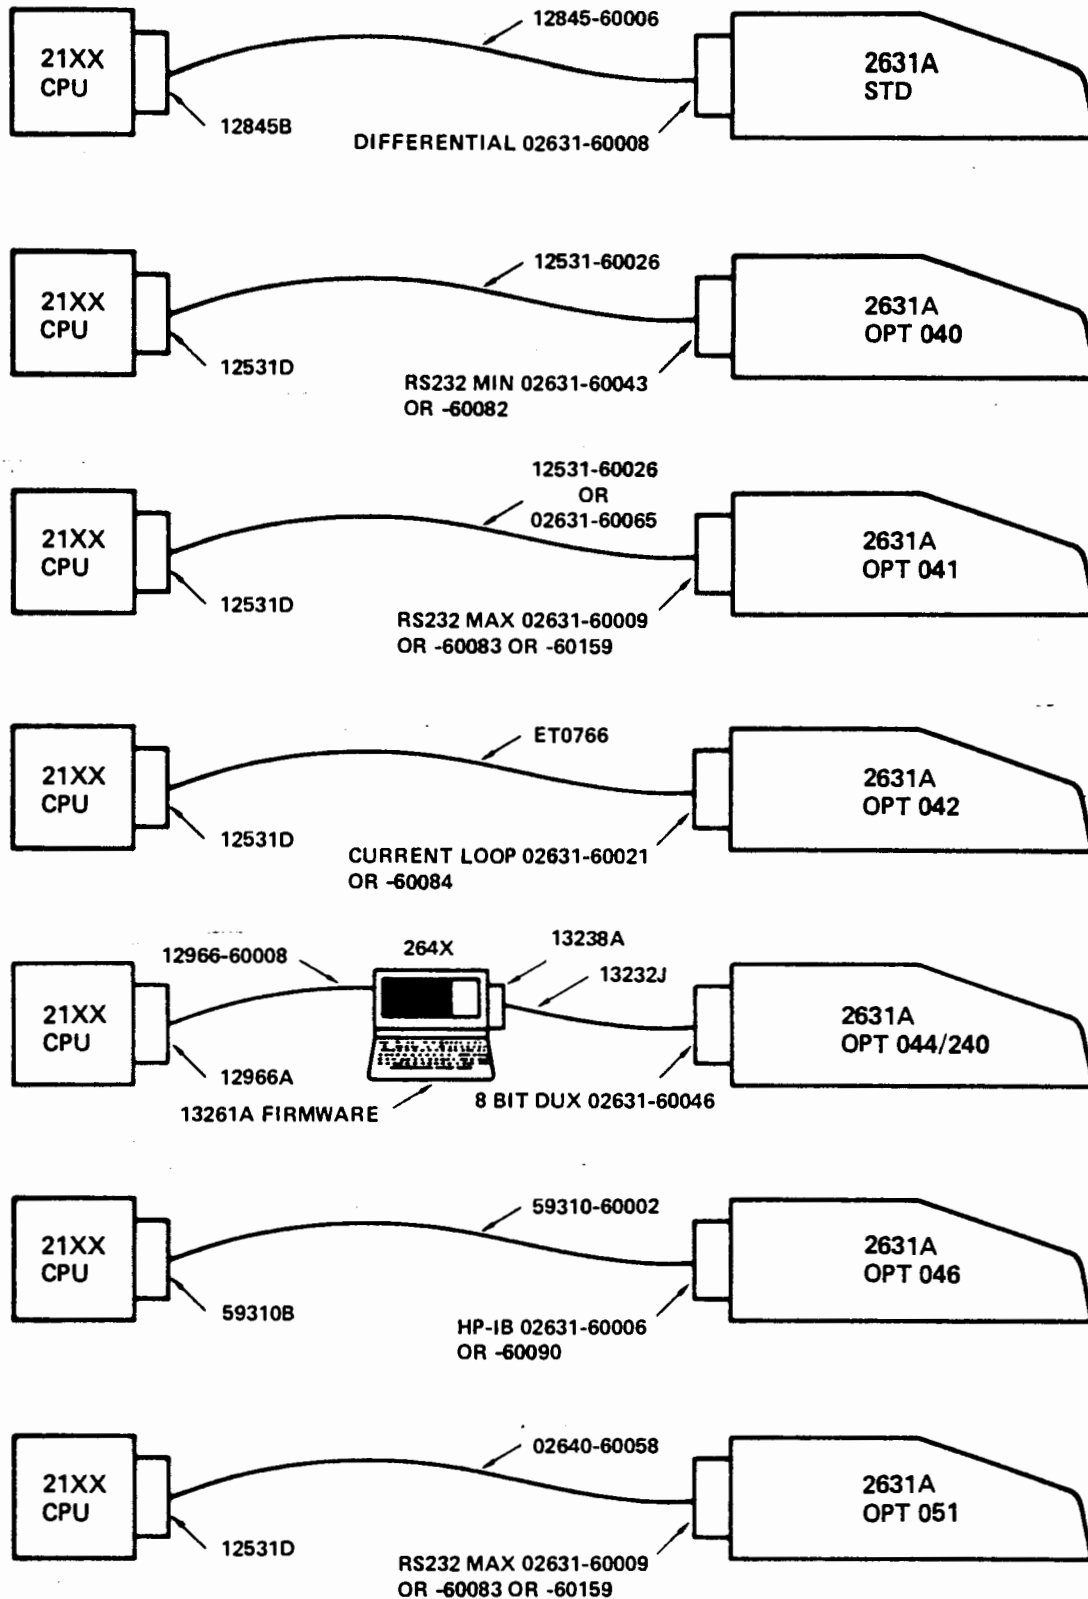 12845-60006
21XX
CPU
2631A
STD
12845B
DIFFERENTIAL 02631-60008
12531-60026
21XX
CPU
2631A
OPT 040
12531D
RS232 MIN 02631-60043
OR -60082
12531-60026
OR
02631-60065
21XX
CPU
2631A
OPT 041
12531D
RS232 MAX 02631-60009
OR -60083 OR -60159
ET0766
21XX
CPU
2631A
OPT 042
12531D
CURRENT LOOP 02631-60021
OR -60084
12966-60008
264X
13238A
13232J
21XX
CPU
2631A
OPT 044/240
12966A
13261A FIRMWARE
8 BIT DUX 02631-60046
59310-60002
21XX
CPU
2631A
OPT 046
59310B
HP-IB 02631-60006
OR -60090
02640-60058
21XX
CPU
2631A
OPT 051
12531D
RS232 MAX 02631-60009
OR -60083 OR -60159